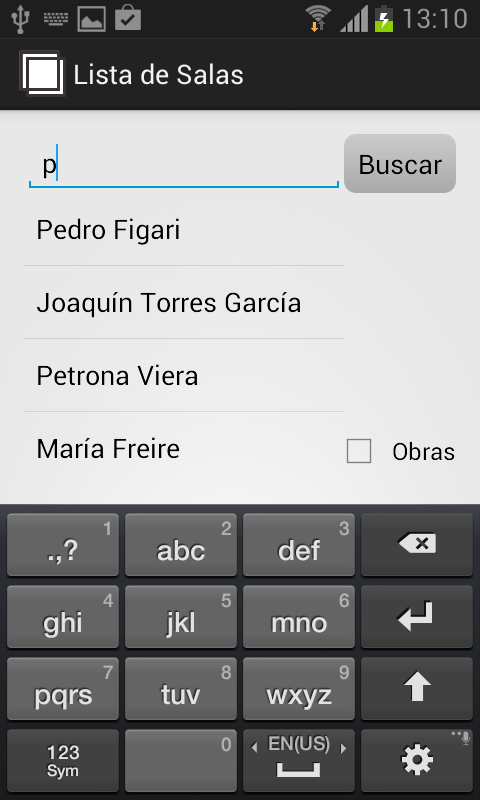 13:10
Lista de Salas
p
Buscar
Pedro Figari
Joaquín Torres García
Petrona Viera
María Freire
Obras
.,? 1
abc 2
def 3
ghi 4
jkl 5
mno 6
pqrs 7
tuv 8
wxyz 9
123
Sym
0
EN(US)